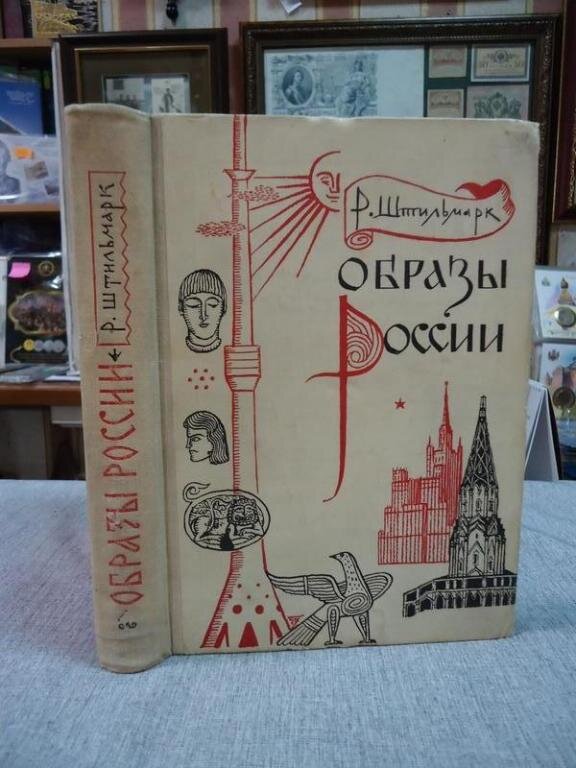 Р. ШТИЛЬМАРК
ОБРАЗЫ РОССИИ
Р. Штильмарк
ОБРАЗЫ
РОССИИ